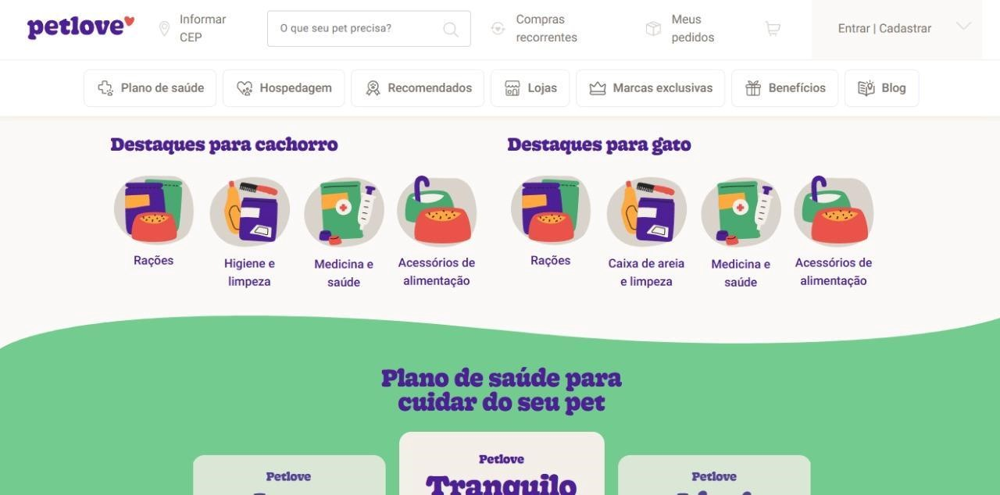 petlove
Informar
CEP
O que seu pet precisa?
Compras
recorrentes
Meus
pedidos
Entrar | Cadastrar
Plano de saúde
Hospedagem
Recomendados
Lojas
Marcas exclusivas
Benefícios
Blog
Destaques para cachorro
Destaques para gato
Rações
Higiene e
limpeza
Medicina e
saúde
Acessórios de
alimentação
Rações
Caixa de areia
e limpeza
Medicina e
saúde
Acessórios de
alimentação
Plano de saúde para
cuidar do seu pet
Petlove
Petlove
Tranquilo
Petlove